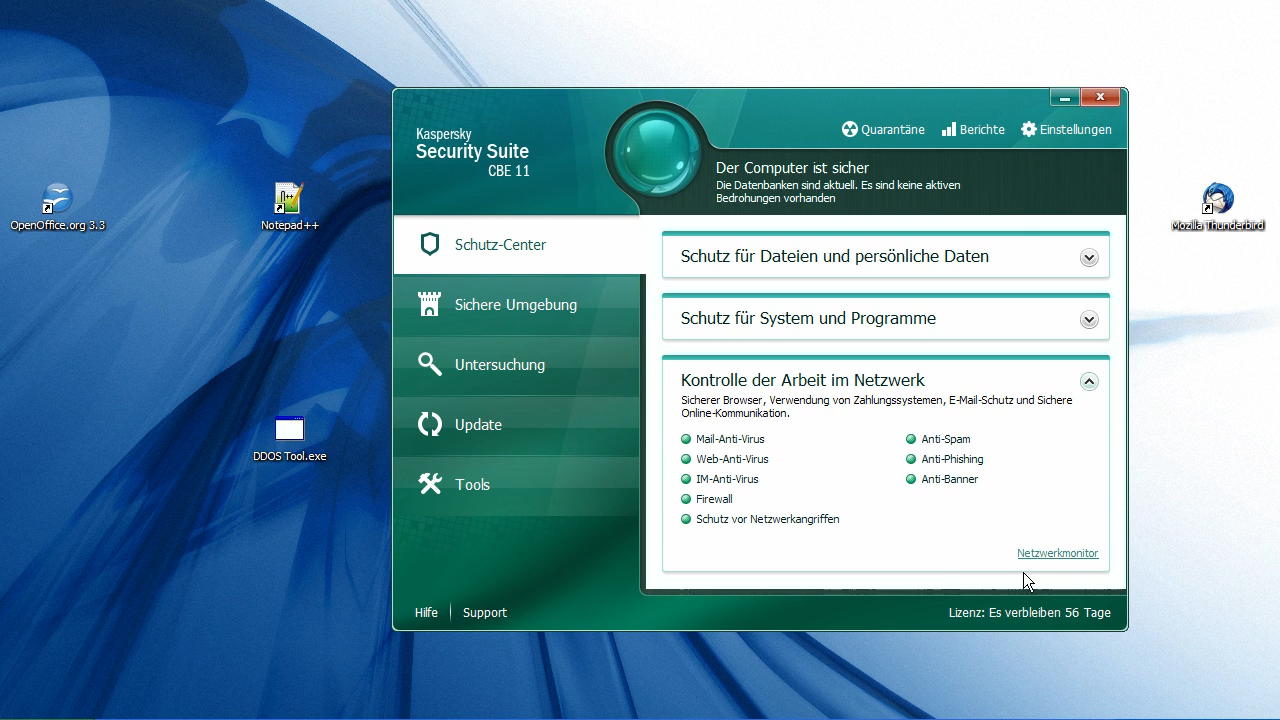 OpenOffice.org 3.3
Notepad++
DDOS Tool.exe
Mozilla Thunderbird
Kaspersky
Security Suite
CBE 11
Quarantäne
Berichte
Einstellungen
Der Computer ist sicher
Die Datenbanken sind aktuell. Es sind keine aktiven
Bedrohungen vorhanden
Schutz-Center
Sichere Umgebung
Untersuchung
Update
Tools
Schutz für Dateien und persönliche Daten
Schutz für System und Programme
Kontrolle der Arbeit im Netzwerk
Sicherer Browser, Verwendung von Zahlungssystemen, E-Mail-Schutz und Sichere
Online-Kommunikation.
Mail-Anti-Virus
Web-Anti-Virus
IM-Anti-Virus
Firewall
Schutz vor Netzwerkangriffen
Anti-Spam
Anti-Phishing
Anti-Banner
Netzwerkmonitor
Hilfe
Support
Lizenz: Es verbleiben 56 Tage